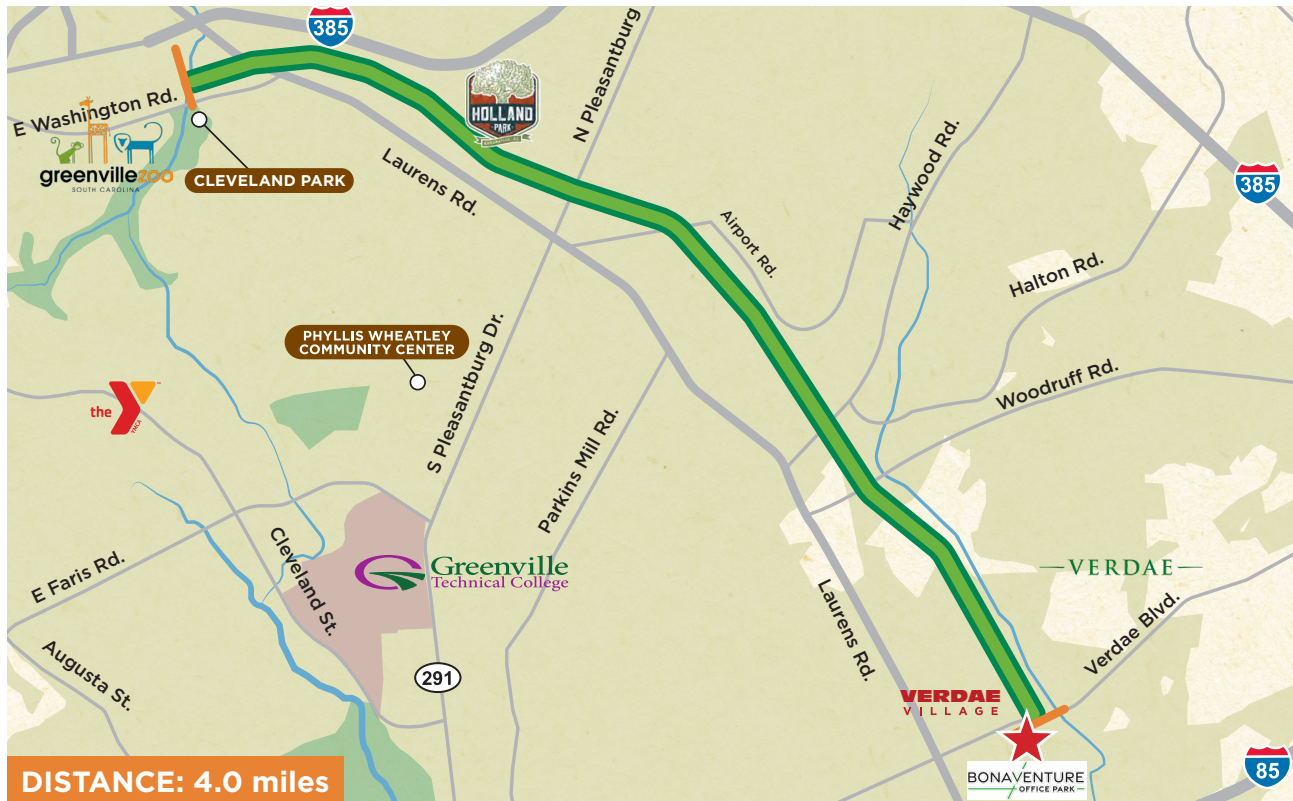 385
E Washington Rd.
greenvillezoo
SOUTH CAROLINA
CLEVELAND PARK
HOLLAND
PARK
N Pleasantburg
Laurens Rd.
Haywood Rd.
385
Airport Rd.
Halton Rd.
PHYLLIS WHEATLEY
COMMUNITY CENTER
S Pleasantburg Dr.
Woodruff Rd.
the
YMCA
Parkins Mill Rd.
E Faris Rd.
Cleveland St.
Greenville
Technical College
VERDAE
Laurens Rd.
Verdae Blvd.
Augusta St.
291
VERDAE
VILLAGE
BONAVENTURE
OFFICE PARK
85
DISTANCE: 4.0 miles